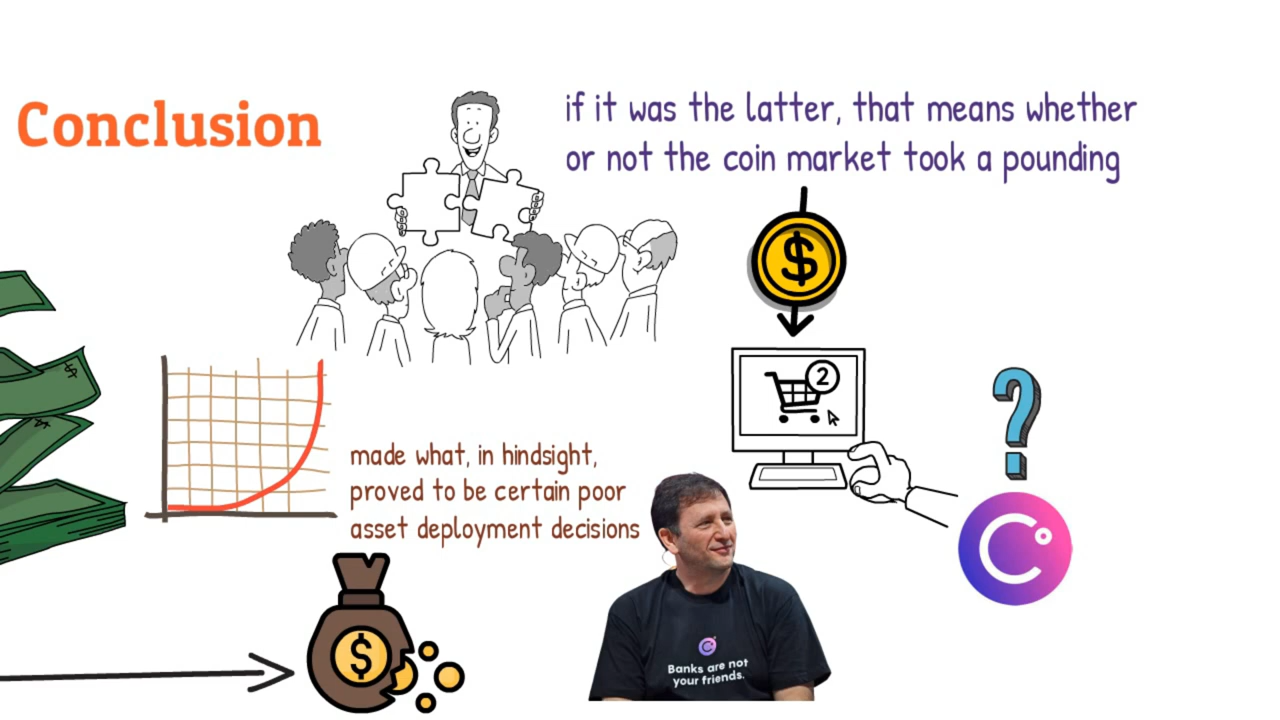 Conclusion
if it was the latter, that means whether
or not the coin market took a pounding
$
2
$
$
made what, in hindsight,
proved to be certain poor
asset deployment decisions
$
Banks are not
your friends.